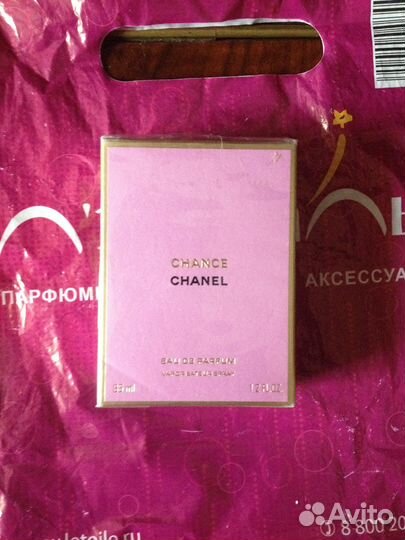 CHANCE
CHANEL
ПАРФЮМ
АКСЕССУА
EAU DE PARFUM
VAPORISATEUR SPRAY
35 ml
1.2 FL.OZ.
letoile.ru
8 800 20
Avito